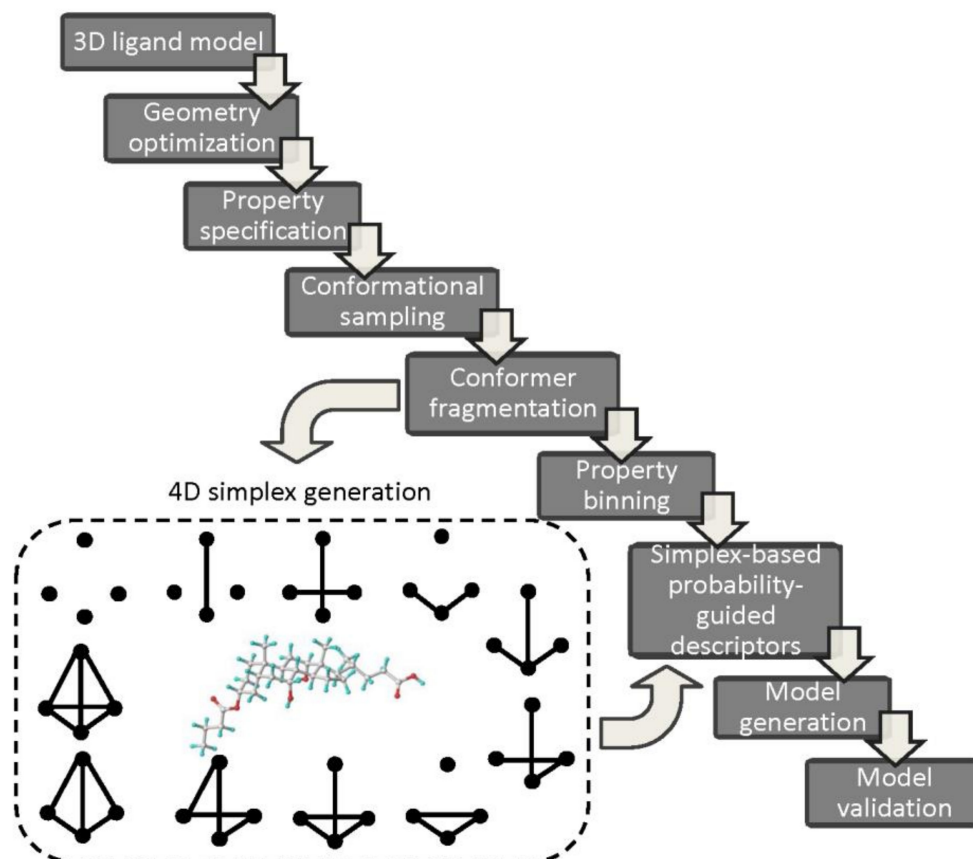 3D ligand model
Geometry
optimization
Property
specification
Conformational
sampling
Conformer
fragmentation
4D simplex generation
Property
binning
Simplex-based
probability-
guided
descriptors
Model
generation
Model
validation